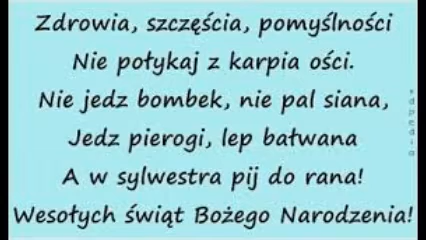 Zdrowia, szczęścia, pomyślności
Nie połykaj z karpia ości.
Nie jedz bombek, nie pal siana,
Jedz pierogi, lep bałwana
A w sylwestra pij do rana!
Wesołych świąt Bożego Narodzenia!